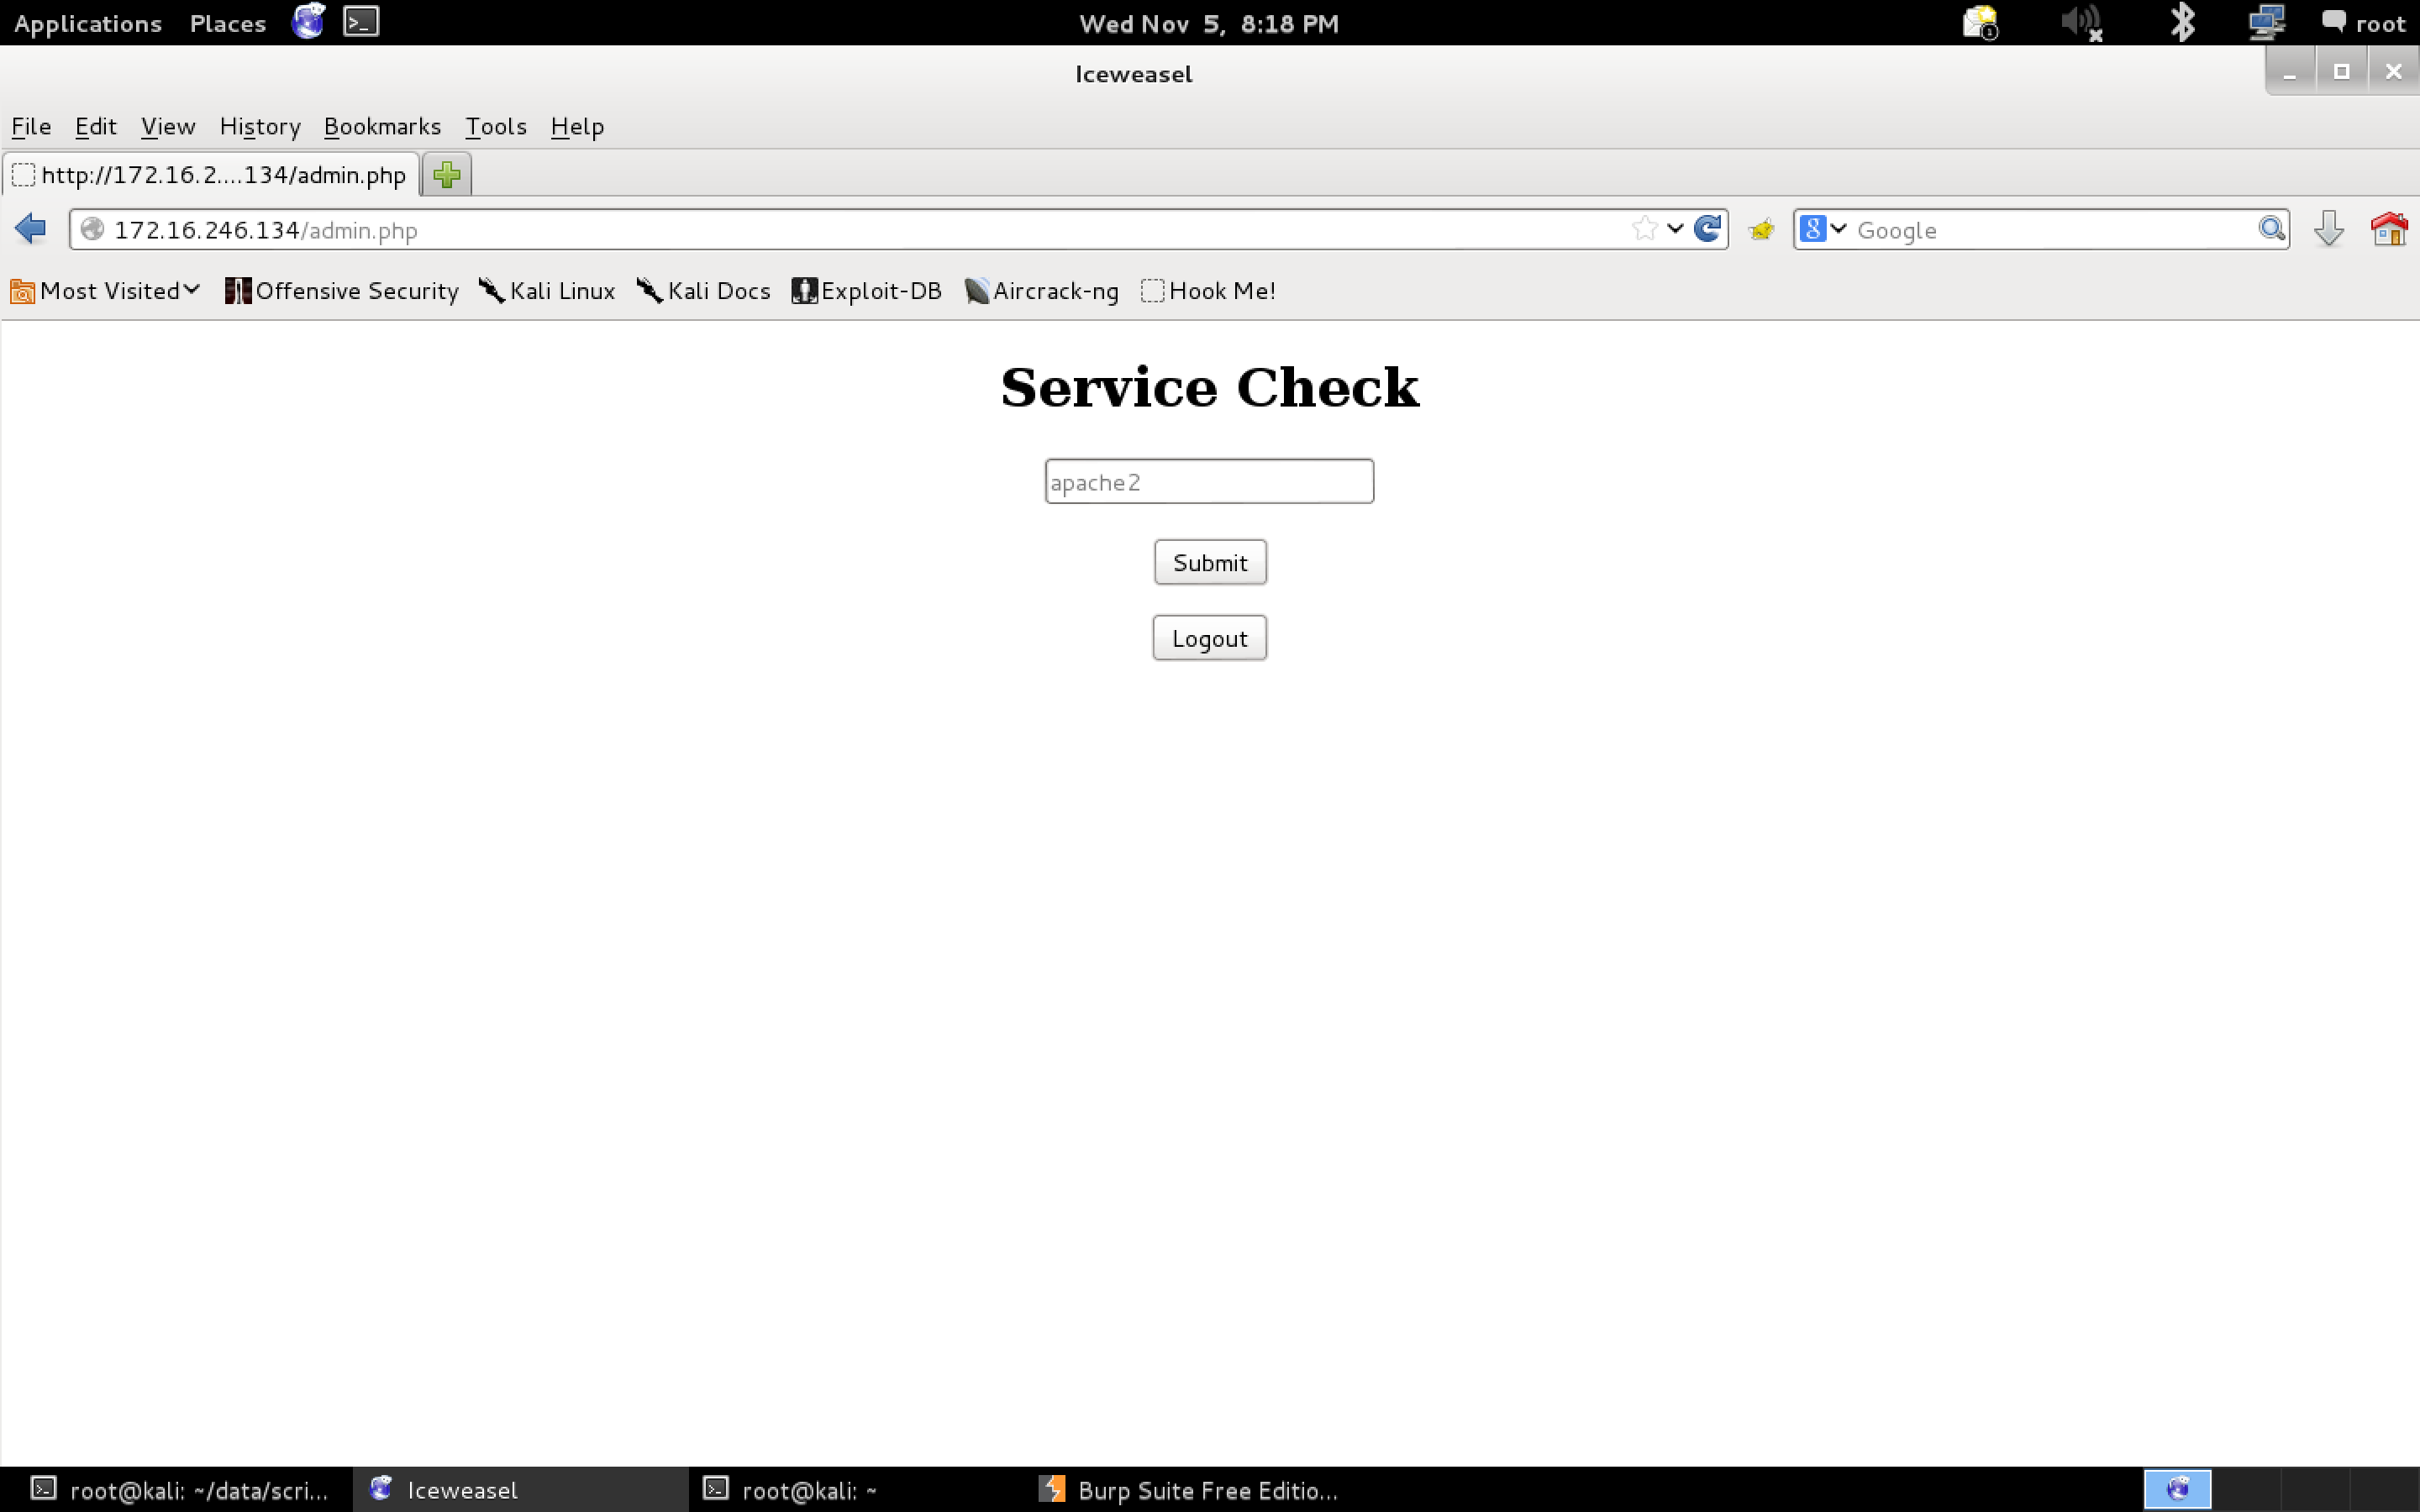 Applications Places Wed Nov 5, 8:18 PM root
Iceweasel
File Edit View History Bookmarks Tools Help
http://172.16.2....134/admin.php
172.16.246.134/admin.php Google
Most Visited Offensive Security Kali Linux Kali Docs Exploit-DB Aircrack-ng Hook Me!
Service Check
apache2
Submit
Logout
root@kali: ~/data/scri... Iceweasel root@kali: ~ Burp Suite Free Editio...